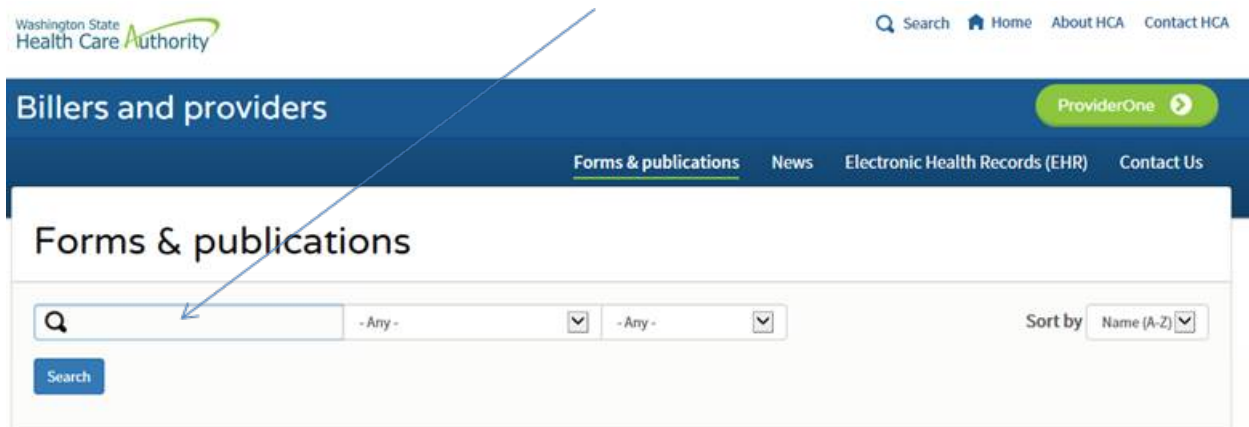 Washington State
Health Care Authority
Search Home About HCA Contact HCA
Billers and providers
ProviderOne
Forms & publications News Electronic Health Records (EHR) Contact Us
Forms & publications
- Any - - Any - Sort by Name (A-Z)
Search